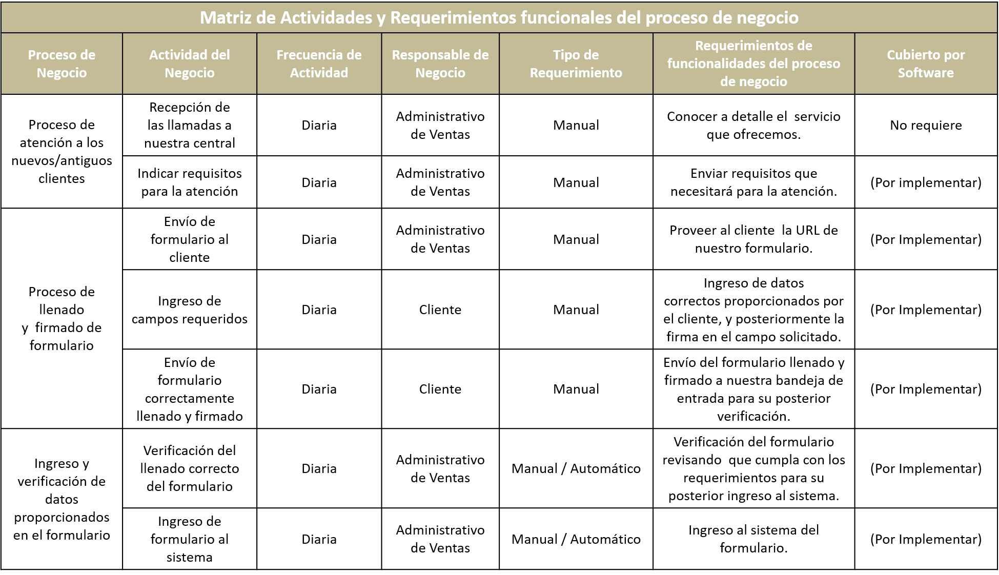 Matriz de Actividades y Requerimientos funcionales del proceso de negocio
Proceso de
Negocio
Actividad del
Negocio
Frecuencia de
Actividad
Responsable de
Negocio
Tipo de
Requerimiento
Requerimientos de
funcionalidades del proceso
de negocio
Cubierto por
Software
Proceso de
atención a los
nuevos/antiguos
clientes
Recepción de
las llamadas a
nuestra central
Diaria
Administrativo
de Ventas
Manual
Conocer a detalle el  servicio
que ofrecemos.
No requiere
Indicar requisitos
para la atención
Diaria
Administrativo
de Ventas
Manual
Enviar requisitos que
necesitará para la atención.
(Por implementar)
Proceso de
llenado
y  firmado de
formulario
Envío de
formulario al
cliente
Diaria
Administrativo
de Ventas
Manual
Proveer al cliente  la URL de
nuestro formulario.
(Por Implementar)
Ingreso de
campos requeridos
Diaria
Cliente
Manual
Ingreso de datos
correctos proporcionados por
el cliente, y posteriormente la
firma en el campo solicitado.
(Por Implementar)
Envío de
formulario
correctamente
llenado y firmado
Diaria
Cliente
Manual
Envío del formulario llenado y
firmado a nuestra bandeja de
entrada para su posterior
verificación.
(Por Implementar)
Ingreso y
verificación de
datos
proporcionados
en el formulario
Verificación del
llenado correcto
del formulario
Diaria
Administrativo
de Ventas
Manual / Automático
Verificación del formulario
revisando  que cumpla con los
requerimientos para su
posterior ingreso al sistema.
(Por Implementar)
Ingreso de
formulario al
sistema
Diaria
Administrativo
de Ventas
Manual / Automático
Ingreso al sistema del
formulario.
(Por Implementar)